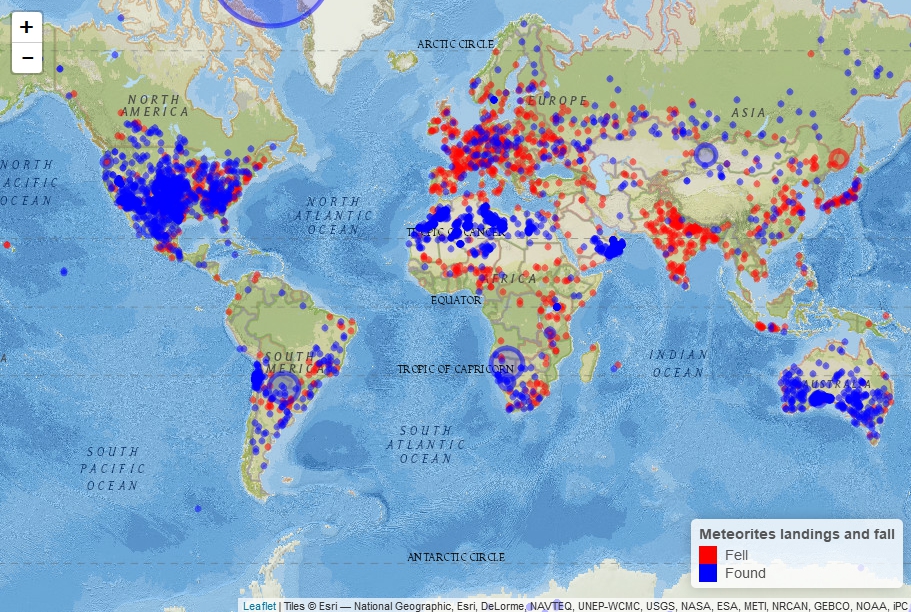 +
−
ARCTIC CIRCLE
NORTH
AMERICA
EUROPE
ASIA
NORTH
ACIFIC
OCEAN
NORTH
ATLANTIC
OCEAN
TROPIC OF CANCER
AFRICA
EQUATOR
SOUTH
AMERICA
TROPIC OF CAPRICORN
INDIAN
OCEAN
AUSTRALIA
A
SOUTH
PACIFIC
OCEAN
SOUTH
ATLANTIC
OCEAN
ANTARCTIC CIRCLE
Meteorites landings and fall
Fell
Found
Leaflet | Tiles © Esri — National Geographic, Esri, DeLorme, NAVTEQ, UNEP-WCMC, USGS, NASA, ESA, METI, NRCAN, GEBCO, NOAA, iPC